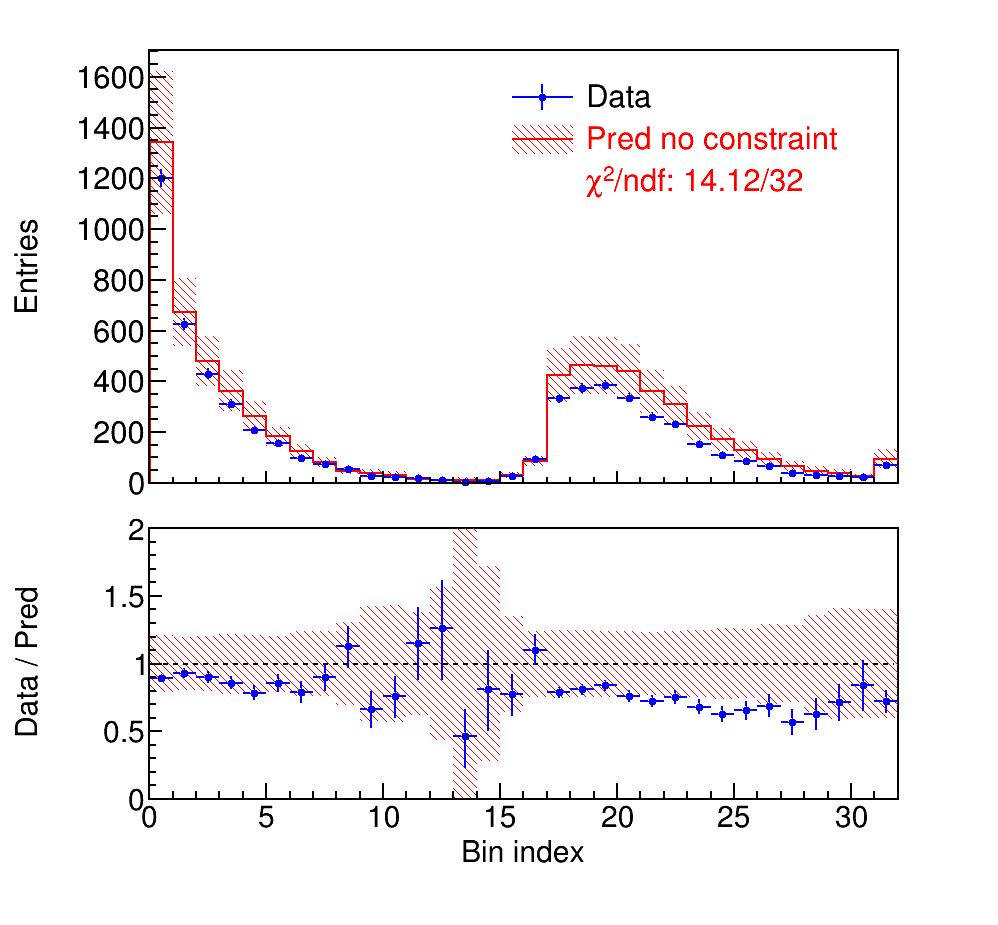 Entries
1600
1400
1200
1000
800
600
400
200
0
Data
Pred no constraint
χ²/ndf: 14.12/32
Data / Pred
2
1.5
1
0.5
0
0 5 10 15 20 25 30
Bin index